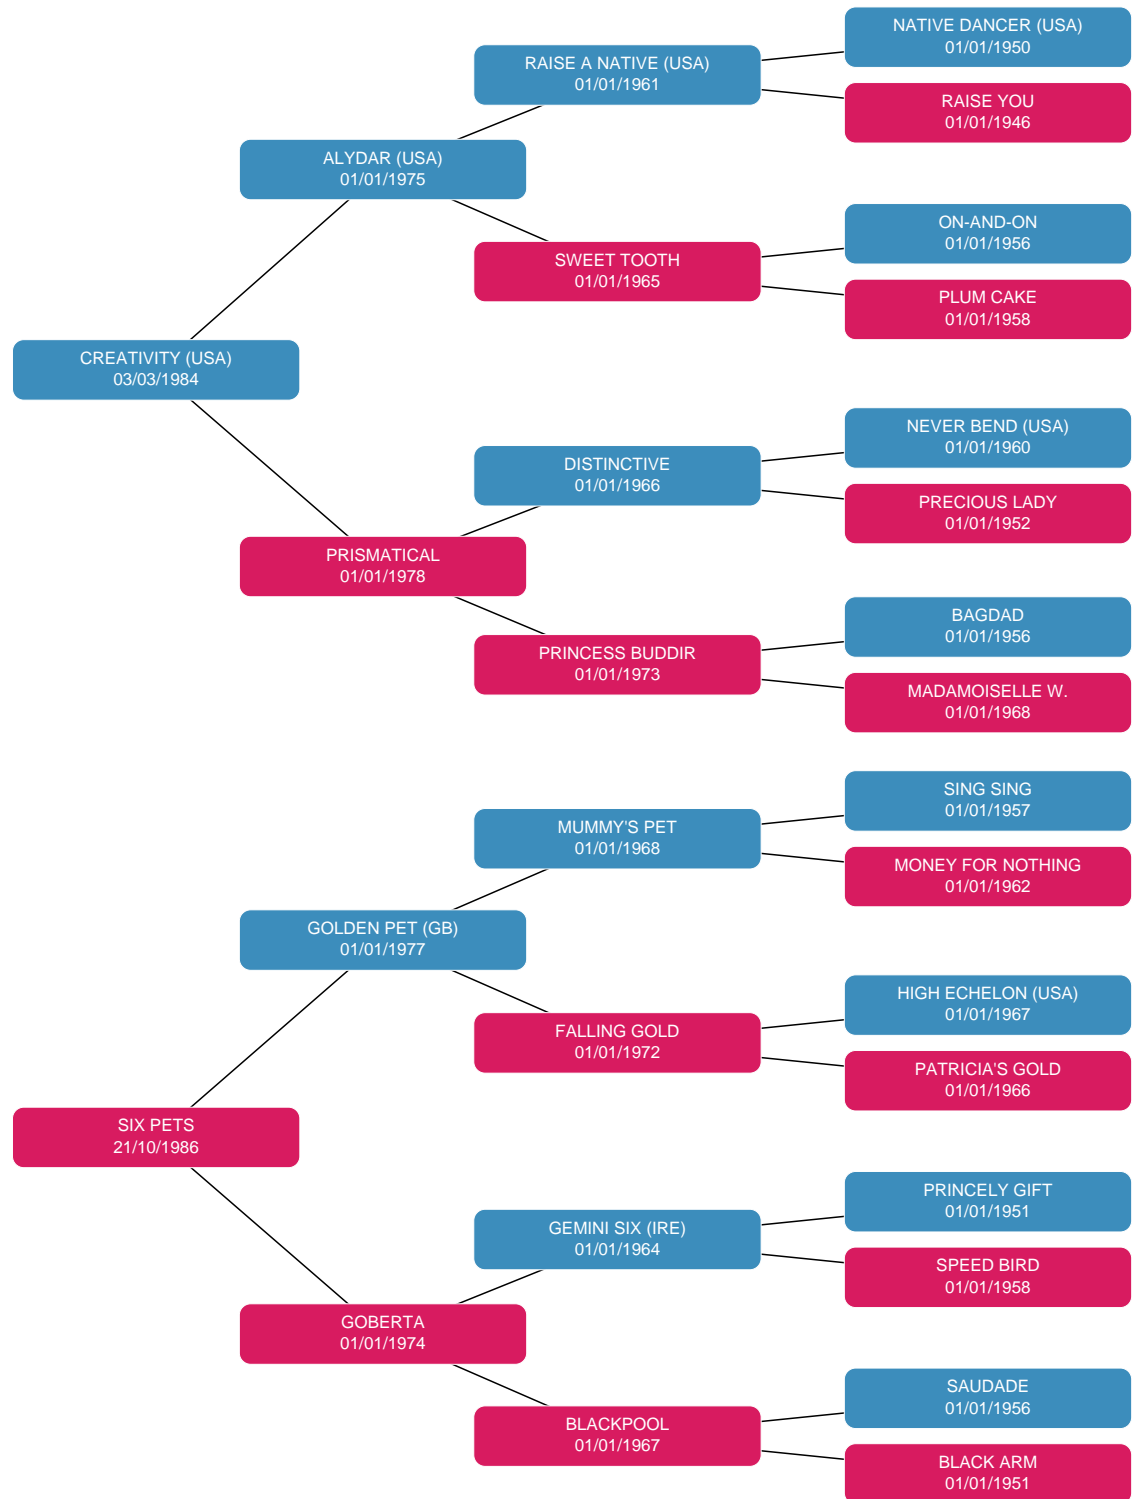 NATIVE DANCER (USA)
01/01/1950
RAISE A NATIVE (USA)
01/01/1961
RAISE YOU
01/01/1946
ALYDAR (USA)
01/01/1975
ON-AND-ON
01/01/1956
SWEET TOOTH
01/01/1965
PLUM CAKE
01/01/1958
CREATIVITY (USA)
03/03/1984
NEVER BEND (USA)
01/01/1960
DISTINCTIVE
01/01/1966
PRECIOUS LADY
01/01/1952
PRISMATICAL
01/01/1978
BAGDAD
01/01/1956
PRINCESS BUDDIR
01/01/1973
MADAMOISELLE W.
01/01/1968
SING SING
01/01/1957
MUMMY'S PET
01/01/1968
MONEY FOR NOTHING
01/01/1962
GOLDEN PET (GB)
01/01/1977
HIGH ECHELON (USA)
01/01/1967
FALLING GOLD
01/01/1972
PATRICIA'S GOLD
01/01/1966
SIX PETS
21/10/1986
PRINCELY GIFT
01/01/1951
GEMINI SIX (IRE)
01/01/1964
SPEED BIRD
01/01/1958
GOBERTA
01/01/1974
SAUDADE
01/01/1956
BLACKPOOL
01/01/1967
BLACK ARM
01/01/1951